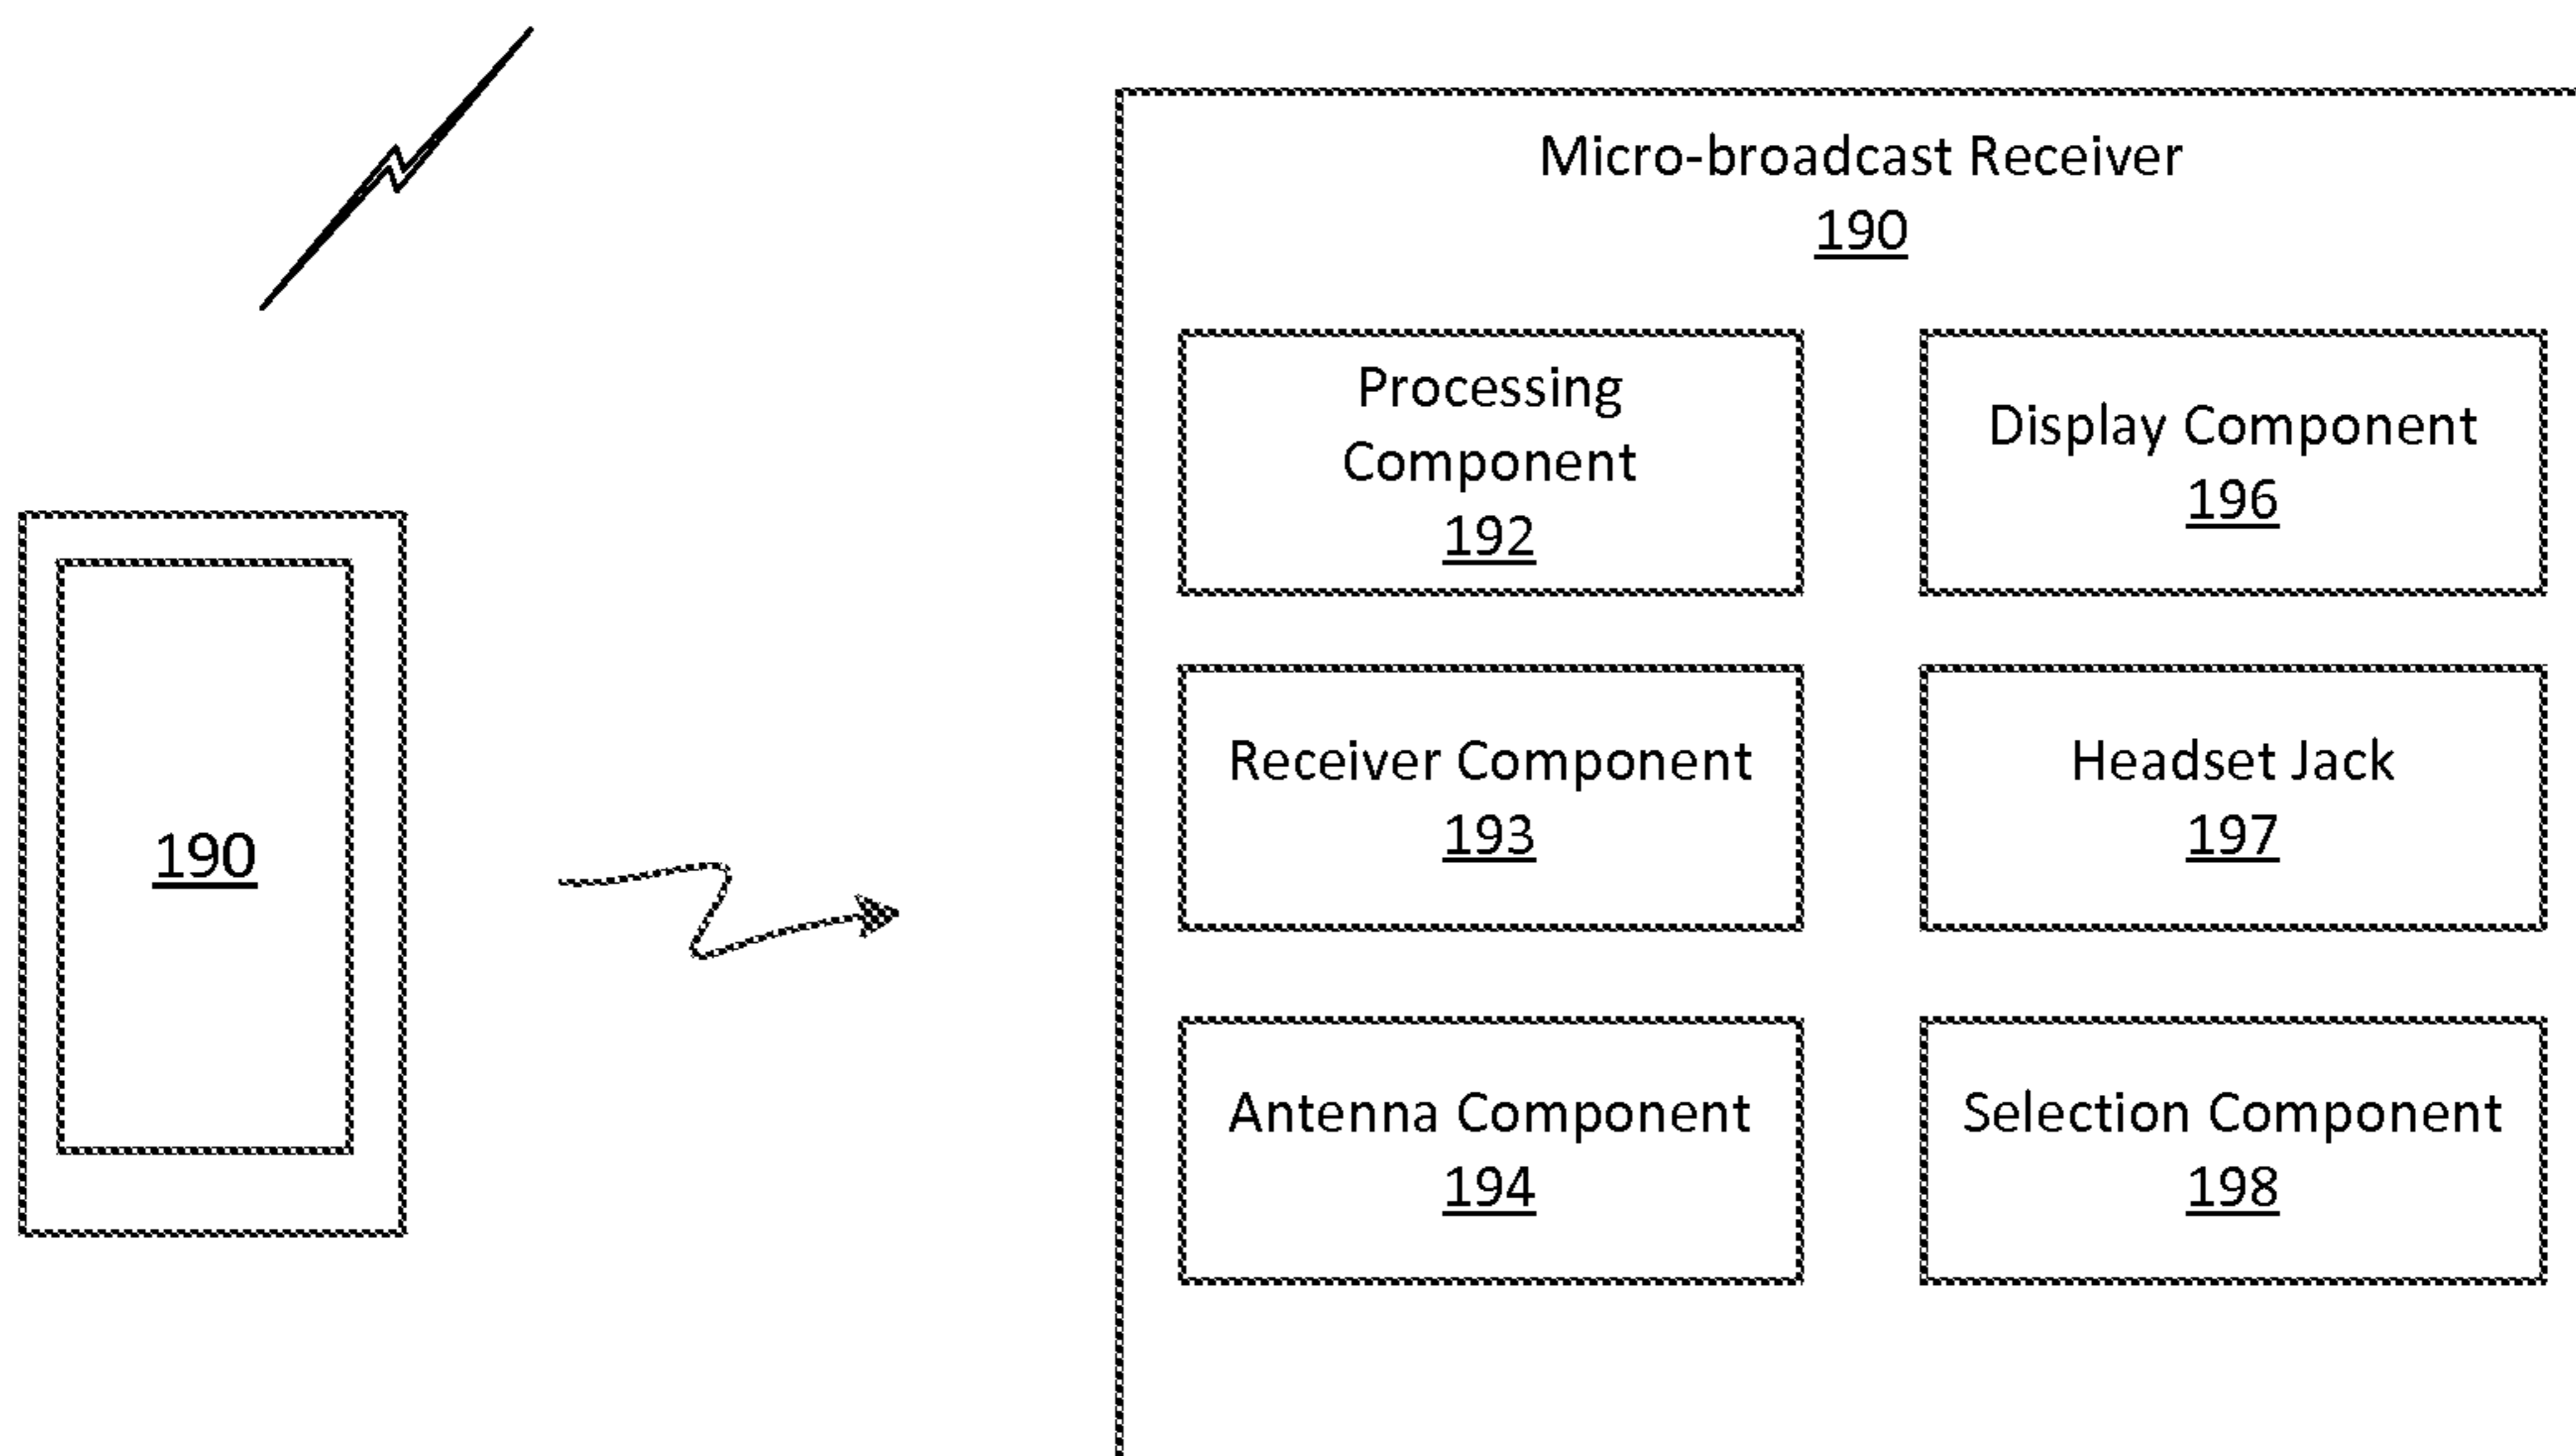 Micro-broadcast Receiver
190
Processing
Component
192
Display Component
196
190
Receiver Component
193
Headset Jack
197
Antenna Component
194
Selection Component
198